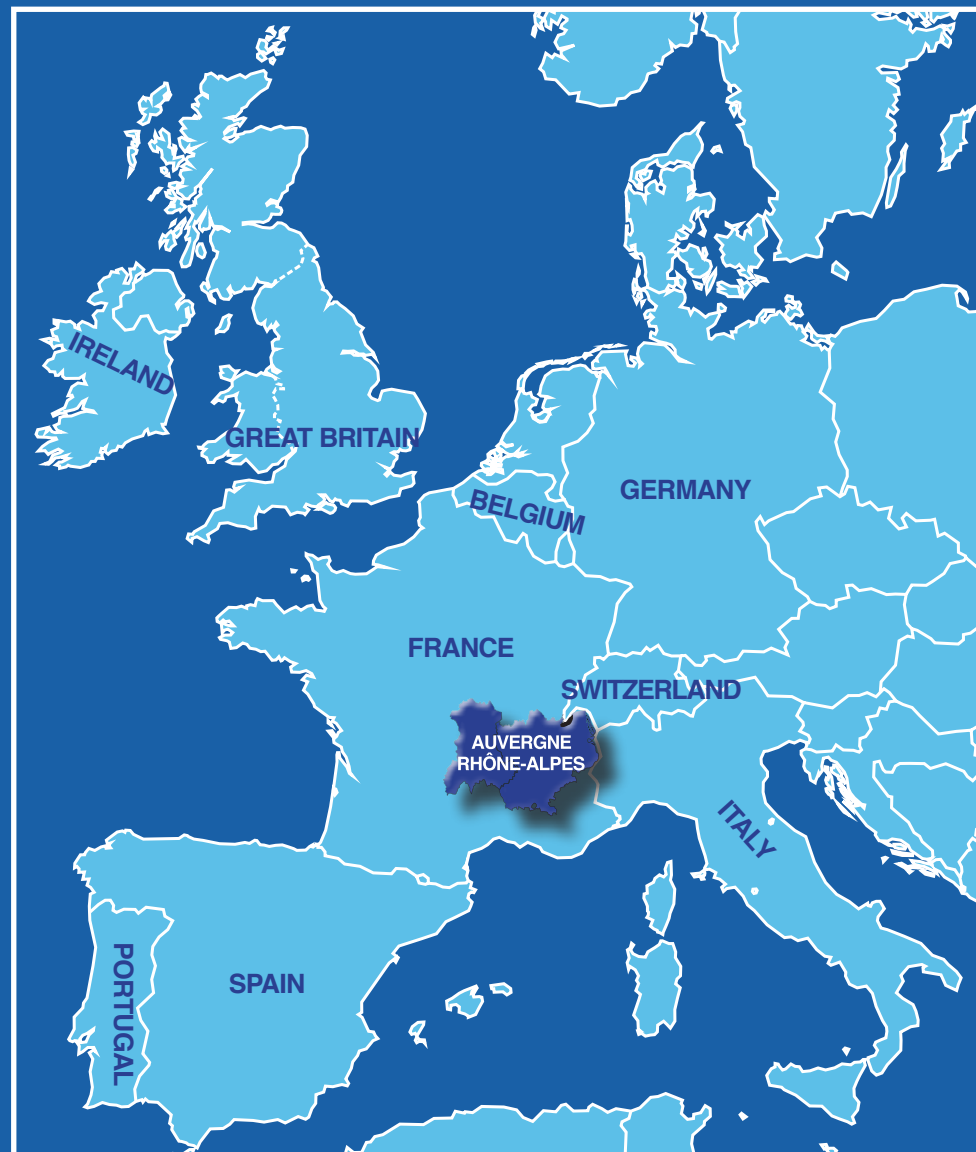 IRELAND
GREAT BRITAIN
BELGIUM
GERMANY
FRANCE
SWITZERLAND
AUVERGNE
RHÔNE-ALPES
ITALY
PORTUGAL
SPAIN